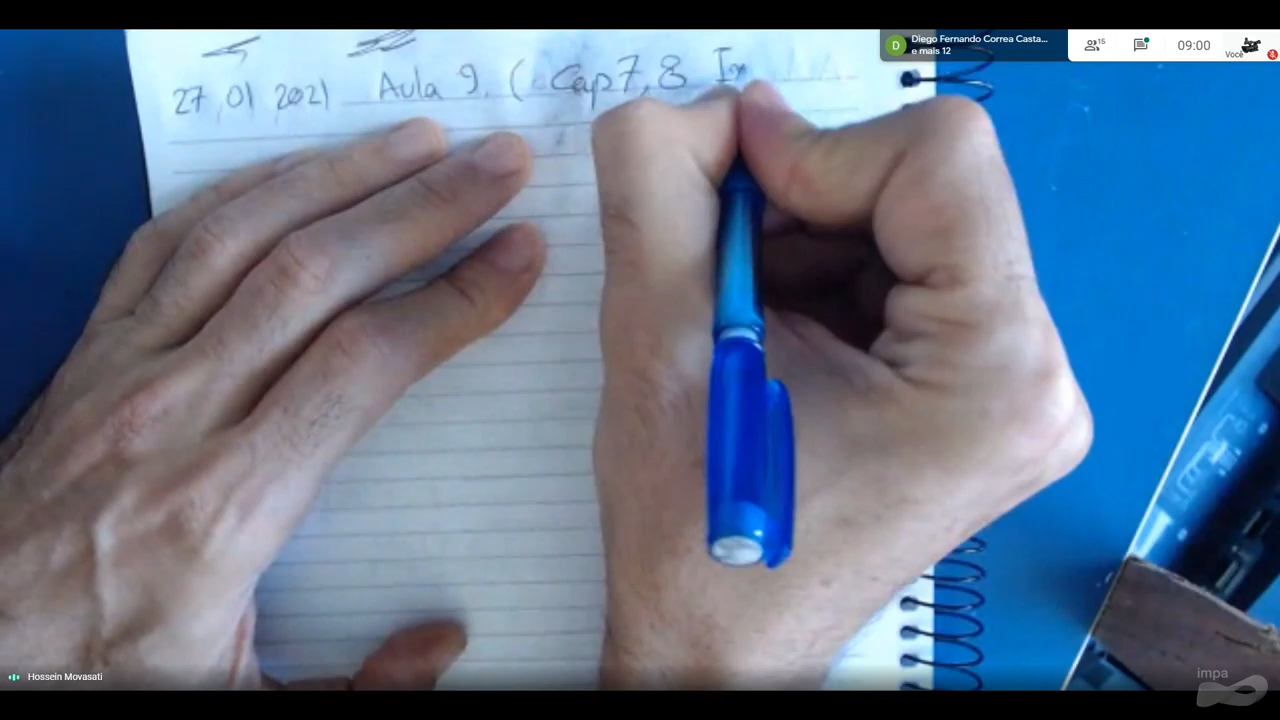 Diego Fernando Correa Casta...
e mais 12
15
09:00
Você
27,01,2021 Aula 9. ( Cap 7,8
Hossein Movasati
impa